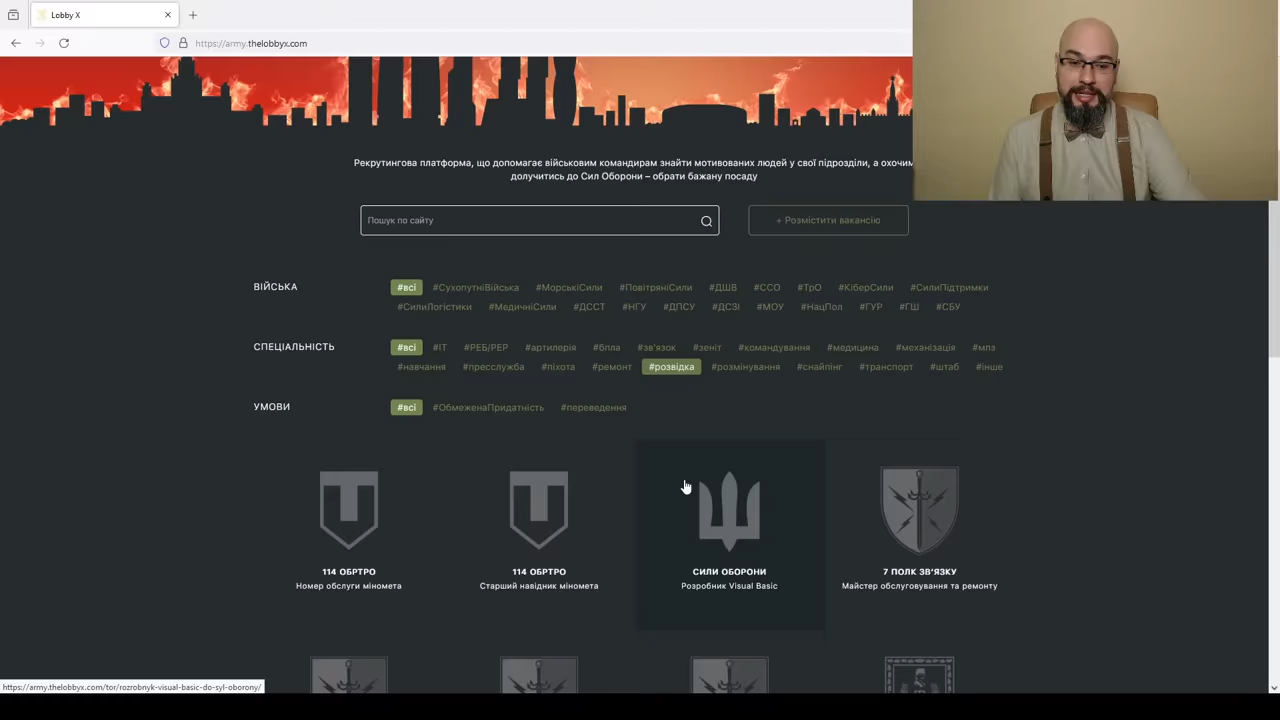 Lobby X
https://army.thelobbyx.com
Рекрутингова платформа, що допомагає військовим командирам знайти мотивованих людей у свої підрозділи, а охочим
долучитись до Сил Оборони – обрати бажану посаду
Пошук по сайту
+ Розмістити вакансію
ВІЙСЬКА
#всі #СухопутніВійська #МорськіСили #ПовітряніСили #ДШВ #ССО #ТрО #КіберСили #СилиПідтримки
#СилиЛогістики #МедичніСили #ДССТ #НГУ #ДПСУ #ДСЗІ #МОУ #НацПол #ГУР #ГШ #СБУ
СПЕЦІАЛЬНІСТЬ
#всі #ІТ #РЕБ/РЕР #артилерія #бпла #зв'язок #зеніт #командування #медицина #механізація #мпз
#навчання #пресслужба #піхота #ремонт #розвідка #розмінування #снайпінг #транспорт #штаб #інше
УМОВИ
#всі #ОбмеженаПридатність #переведення
114 ОБРТРО
Номер обслуги міномета
114 ОБРТРО
Старший навідник міномета
СИЛИ ОБОРОНИ
Розробник Visual Basic
7 ПОЛК ЗВ'ЯЗКУ
Майстер обслуговування та ремонту
https://army.thelobbyx.com/tor/rozrobnyk-visual-basic-do-syl-oborony/